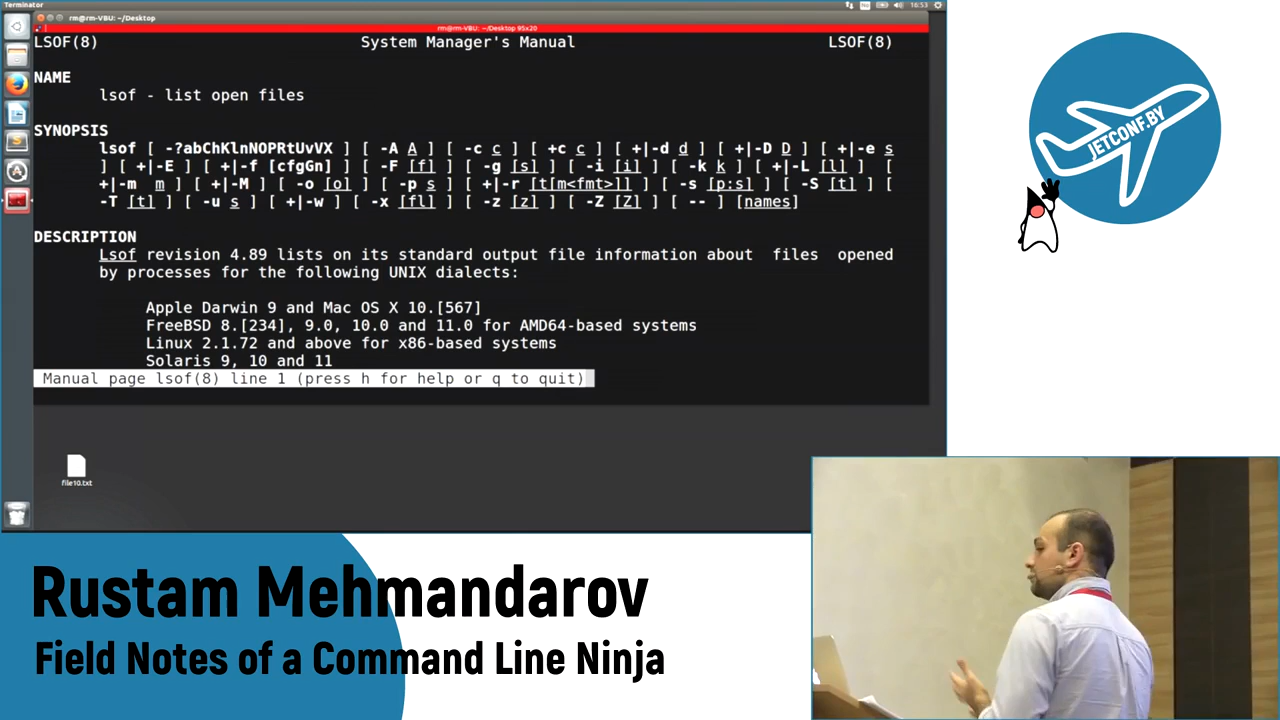 Terminator
No
16:53
rm@rm-VBU: ~/Desktop
rm@rm-VBU: ~/Desktop 95x20
LSOF(8) System Manager's Manual LSOF(8)
NAME
lsof - list open files
SYNOPSIS
lsof [ -?abChKlnNOPRtUvVX ] [ -A A ] [ -c c ] [ +c c ] [ +|-d d ] [ +|-D D ] [ +|-e s
] [ +|-E ] [ +|-f [cfgGn] ] [ -F [f] ] [ -g [s] ] [ -i [i] ] [ -k k ] [ +|-L [l] ] [
+|-m m ] [ +|-M ] [ -o [o] ] [ -p s ] [ +|-r [t[m<fmt>]] ] [ -s [p:s] ] [ -S [t] ] [
-T [t] ] [ -u s ] [ +|-w ] [ -x [fl] ] [ -z [z] ] [ -Z [Z] ] [ -- ] [names]
DESCRIPTION
Lsof revision 4.89 lists on its standard output file information about files opened
by processes for the following UNIX dialects:
Apple Darwin 9 and Mac OS X 10.[567]
FreeBSD 8.[234], 9.0, 10.0 and 11.0 for AMD64-based systems
Linux 2.1.72 and above for x86-based systems
Solaris 9, 10 and 11
Manual page lsof(8) line 1 (press h for help or q to quit)
file10.txt
JETCONF.BY
Rustam Mehmandarov
Field Notes of a Command Line Ninja